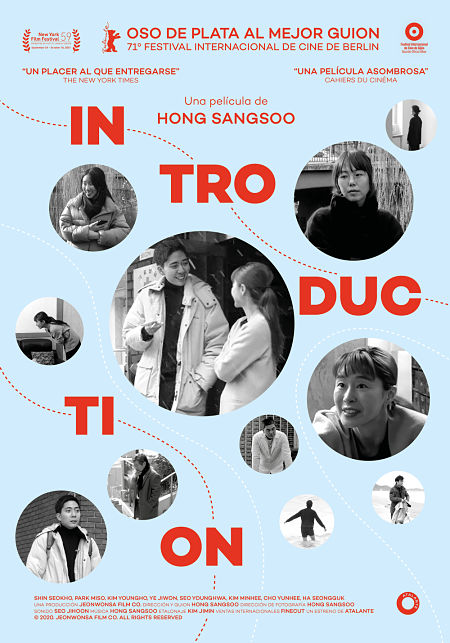 New York
Film Festival 59
OSO DE PLATA AL MEJOR GUION
71º FESTIVAL INTERNACIONAL DE CINE DE BERLIN
"UN PLACER AL QUE ENTREGARSE"
THE NEW YORK TIMES
"UNA PELÍCULA ASOMBROSA"
CAHIERS DU CINÉMA
Una película de
HONG SANGSOO
IN
TRO
DUC
TI
ON
SHIN SEOKHO, PARK MISO, KIM YOUNGHO, YE JIWON, SEO YOUNGHWA, KIM MINHEE, CHO YUNHEE, HA SEONGGUK
UNA PRODUCCIÓN JEONWONSA FILM CO. DIRECCIÓN Y GUION HONG SANGSOO DIRECCIÓN DE FOTOGRAFÍA HONG SANGSOO
SONIDO SEO JIHOON MÚSICA HONG SANGSOO ETALONAJE KIM JIMIN VENTAS INTERNACIONALES FINECUT UN ESTRENO DE
ATALANTE
© 2020. JEONWONSA FILM CO. ALL RIGHTS RESERVED
ATALANTE